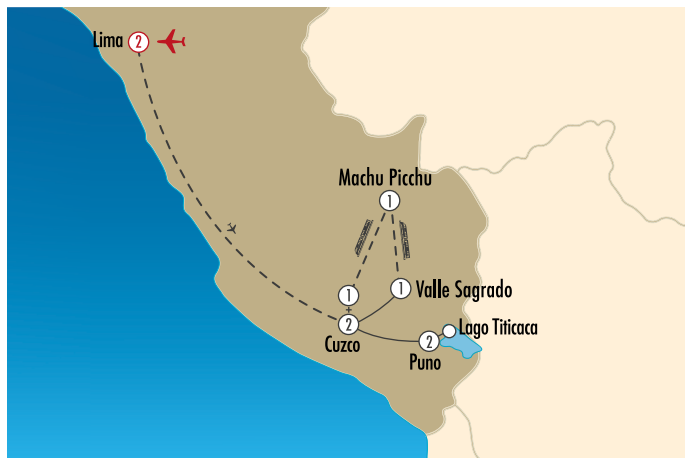 Lima 2
Machu Picchu
1
1 Valle Sagrado
1
+
2
Cuzco
Lago Titicaca
2
Puno